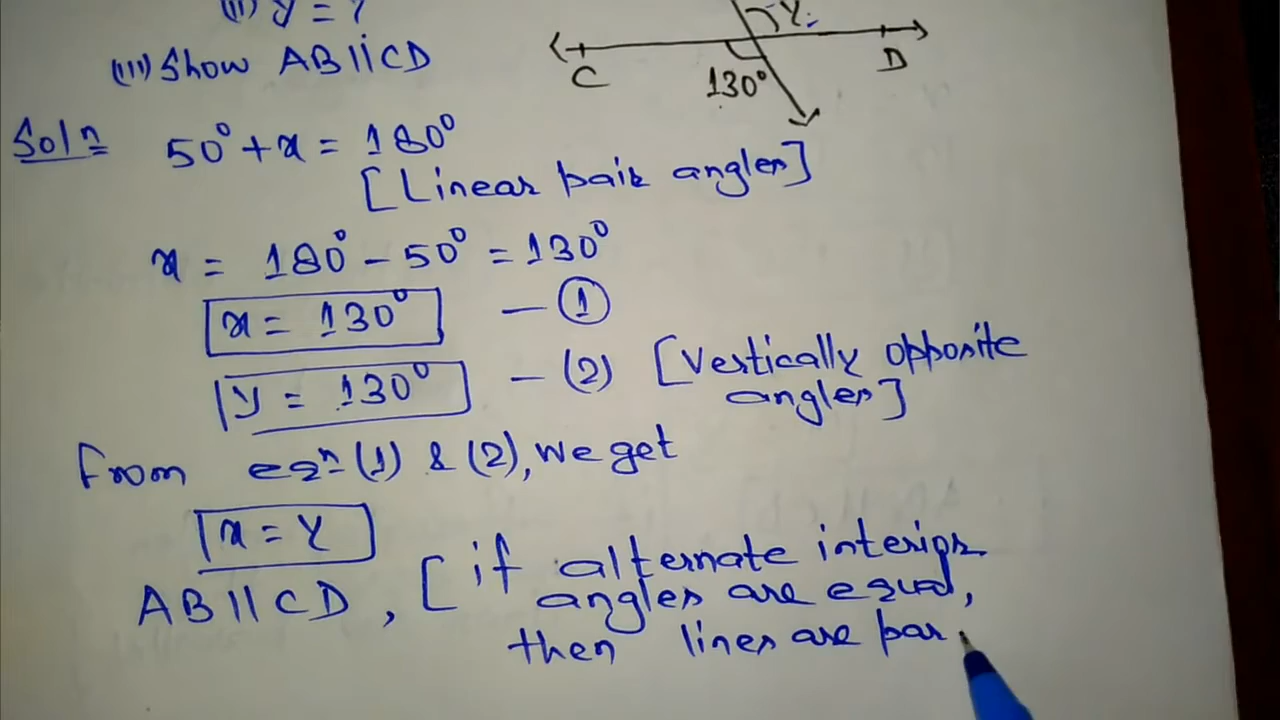 (ii) y = ?
(iii) Show AB || CD
Y
C
130°
D
Soln
50° + x = 180°
[Linear pair angles]
x = 180° - 50° = 130°
x = 130° — ①
y = 130° — (2) [Vertically opposite
angles]
From eqn (1) & (2), we get
x = y
AB || CD, [if alternate interior
angles are equal,
then lines are par